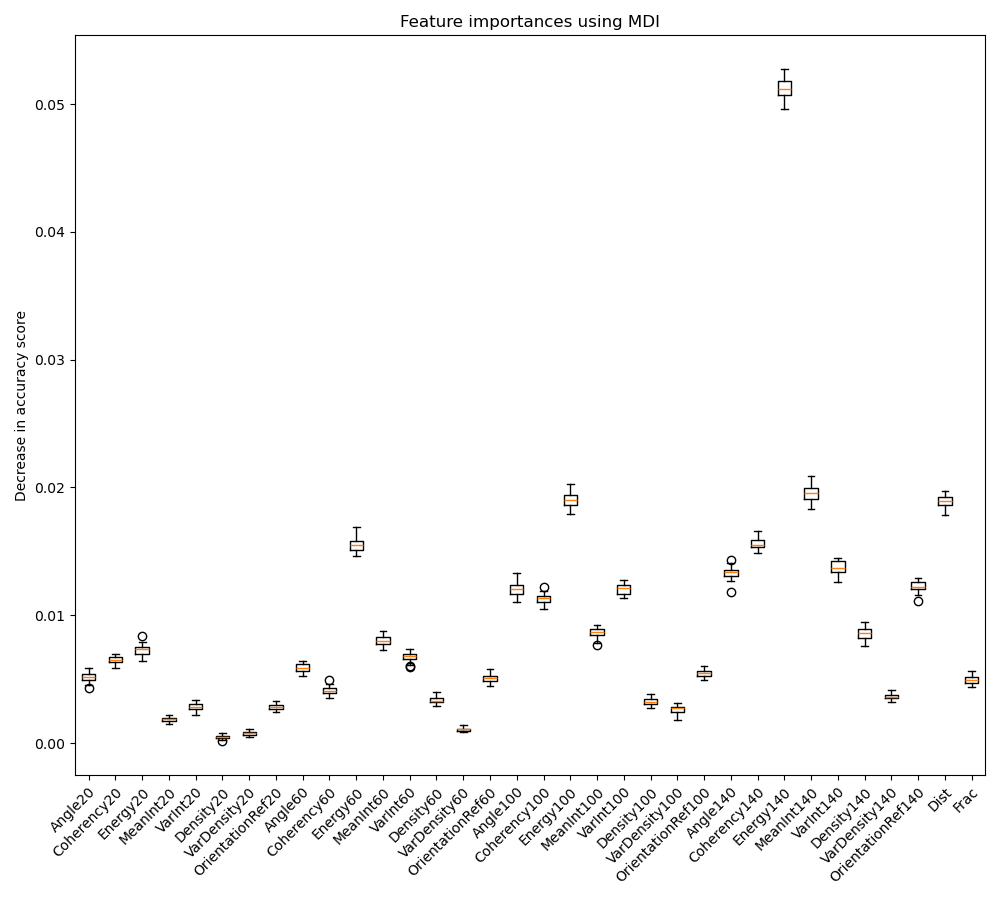 Feature importances using MDI
Decrease in accuracy score
0.05
0.04
0.03
0.02
0.01
0.00
Angle20
Coherency20
Energy20
MeanInt20
VarInt20
Density20
VarDensity20
OrientationRef20
Angle60
Coherency60
Energy60
MeanInt60
VarInt60
Density60
VarDensity60
OrientationRef60
Angle100
Coherency100
Energy100
MeanInt100
VarInt100
Density100
VarDensity100
OrientationRef100
Angle140
Coherency140
Energy140
MeanInt140
VarInt140
Density140
VarDensity140
OrientationRef140
Dist
Frac